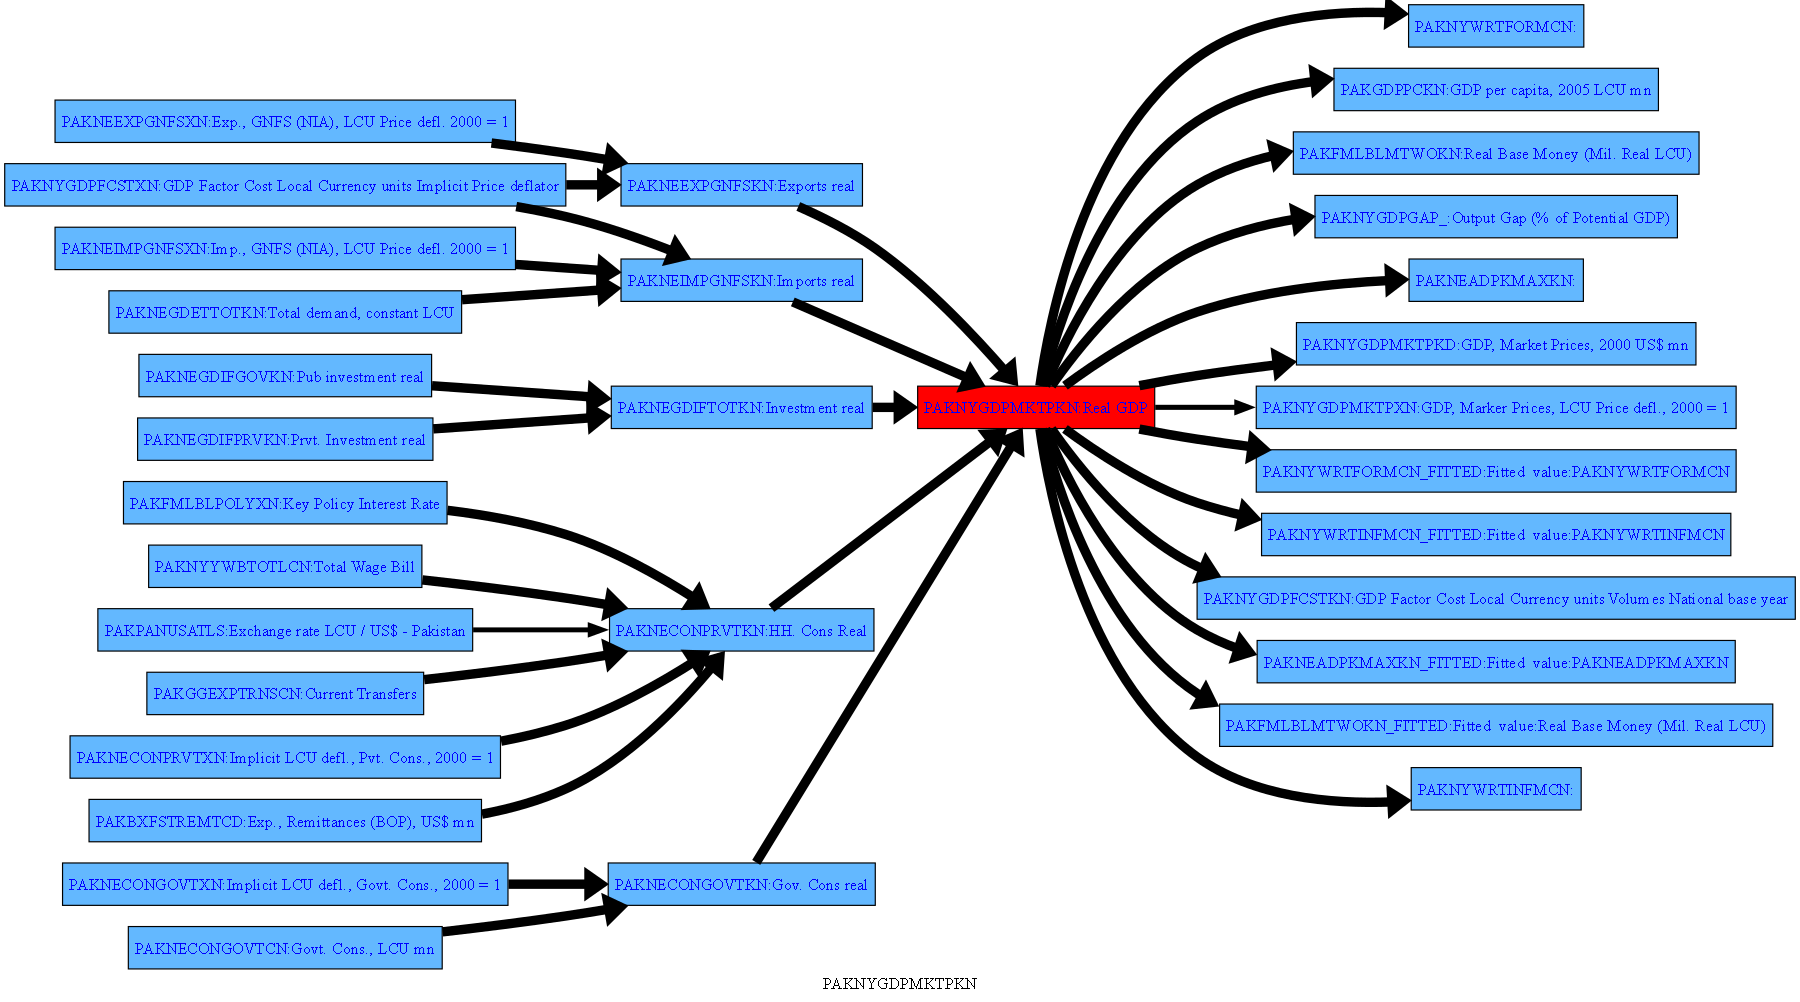 PAKNEEXPGNFSXN:Exp., GNFS (NIA), LCU Price defl. 2000 = 1
PAKNYGDPFCSTXN:GDP Factor Cost Local Currency units Implicit Price deflator
PAKNEIMPGNFSXN:Imp., GNFS (NIA), LCU Price defl. 2000 = 1
PAKNEGDETTOTKN:Total demand, constant LCU
PAKNEGDIFGOVKN:Pub investment real
PAKNEGDIFPRVKN:Prvt. Investment real
PAKFMLBLPOLYXN:Key Policy Interest Rate
PAKNYYWBTOTLCN:Total Wage Bill
PAKPANUSATLS:Exchange rate LCU / US$ - Pakistan
PAKGGEXPTRNSCN:Current Transfers
PAKNECONPRVTXN:Implicit LCU defl., Pvt. Cons., 2000 = 1
PAKBXFSTREMTCD:Exp., Remittances (BOP), US$ mn
PAKNECONGOVTXN:Implicit LCU defl., Govt. Cons., 2000 = 1
PAKNECONGOVTCN:Govt. Cons., LCU mn
PAKNEEXPGNFSKN:Exports real
PAKNEIMPGNFSKN:Imports real
PAKNEGDIFTOTKN:Investment real
PAKNECONPRVTKN:HH. Cons Real
PAKNECONGOVTKN:Gov. Cons real
PAKNYGDPMKTPKN:Real GDP
PAKNYWRTFORMCN:
PAKGDPPCKN:GDP per capita, 2005 LCU mn
PAKFMLBLMTWOKN:Real Base Money (Mil. Real LCU)
PAKNYGDPGAP_:Output Gap (% of Potential GDP)
PAKNEADPKMAXKN:
PAKNYGDPMKTPKD:GDP, Market Prices, 2000 US$ mn
PAKNYGDPMKTPXN:GDP, Marker Prices, LCU Price defl., 2000 = 1
PAKNYWRTFORMCN_FITTED:Fitted value:PAKNYWRTFORMCN
PAKNYWRTINFMCN_FITTED:Fitted value:PAKNYWRTINFMCN
PAKNYGDPFCSTKN:GDP Factor Cost Local Currency units Volumes National base year
PAKNEADPKMAXKN_FITTED:Fitted value:PAKNEADPKMAXKN
PAKFMLBLMTWOKN_FITTED:Fitted value:Real Base Money (Mil. Real LCU)
PAKNYWRTINFMCN:
PAKNYGDPMKTPKN